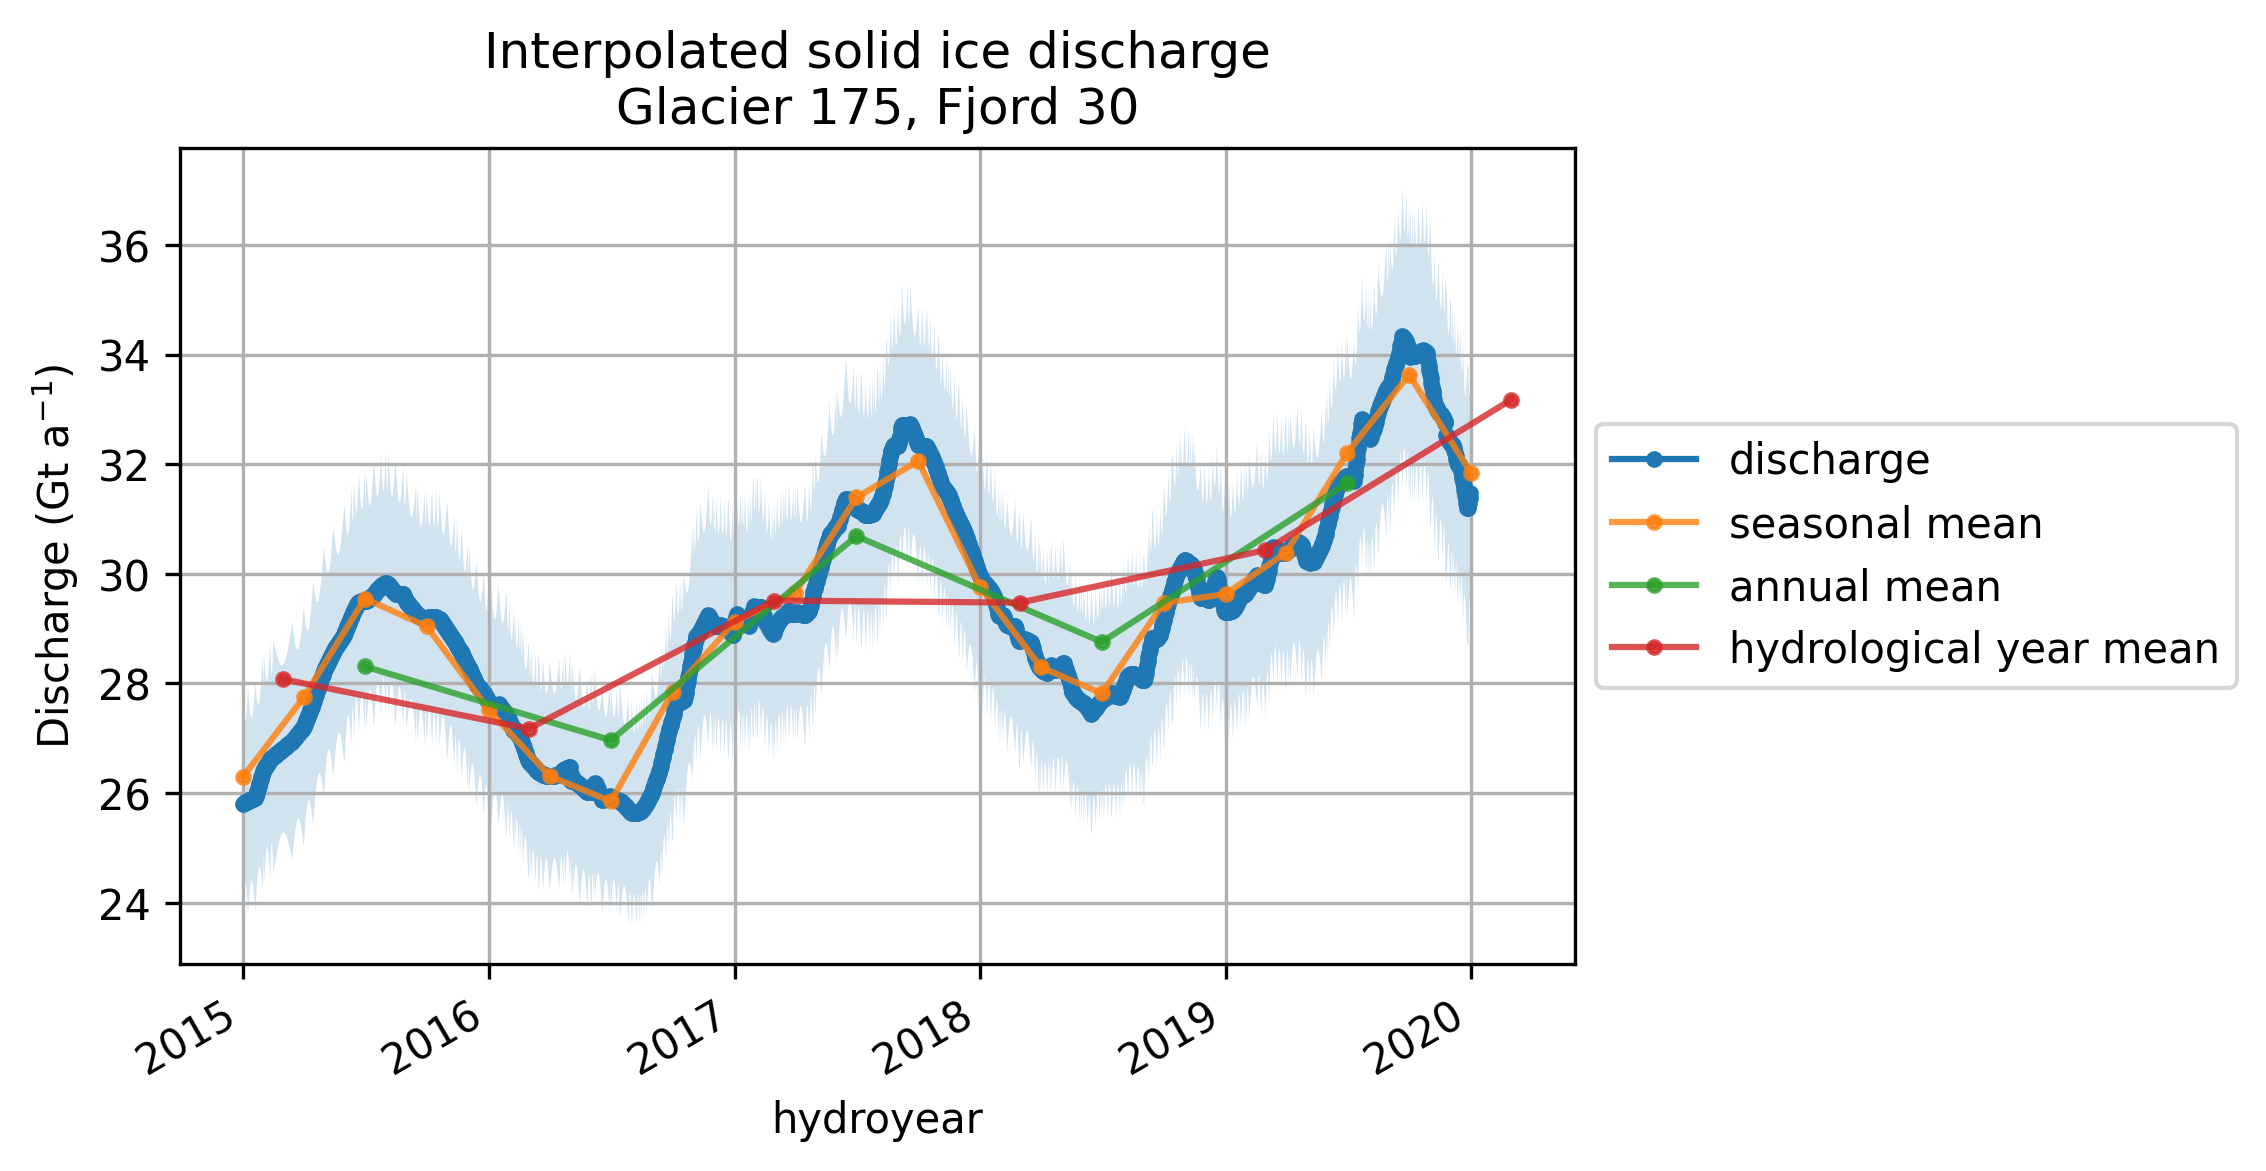 Interpolated solid ice discharge
Glacier 175, Fjord 30
Discharge (Gt a⁻¹)
36
34
32
30
28
26
24
2015
2016
2017
2018
2019
2020
hydroyear
discharge
seasonal mean
annual mean
hydrological year mean